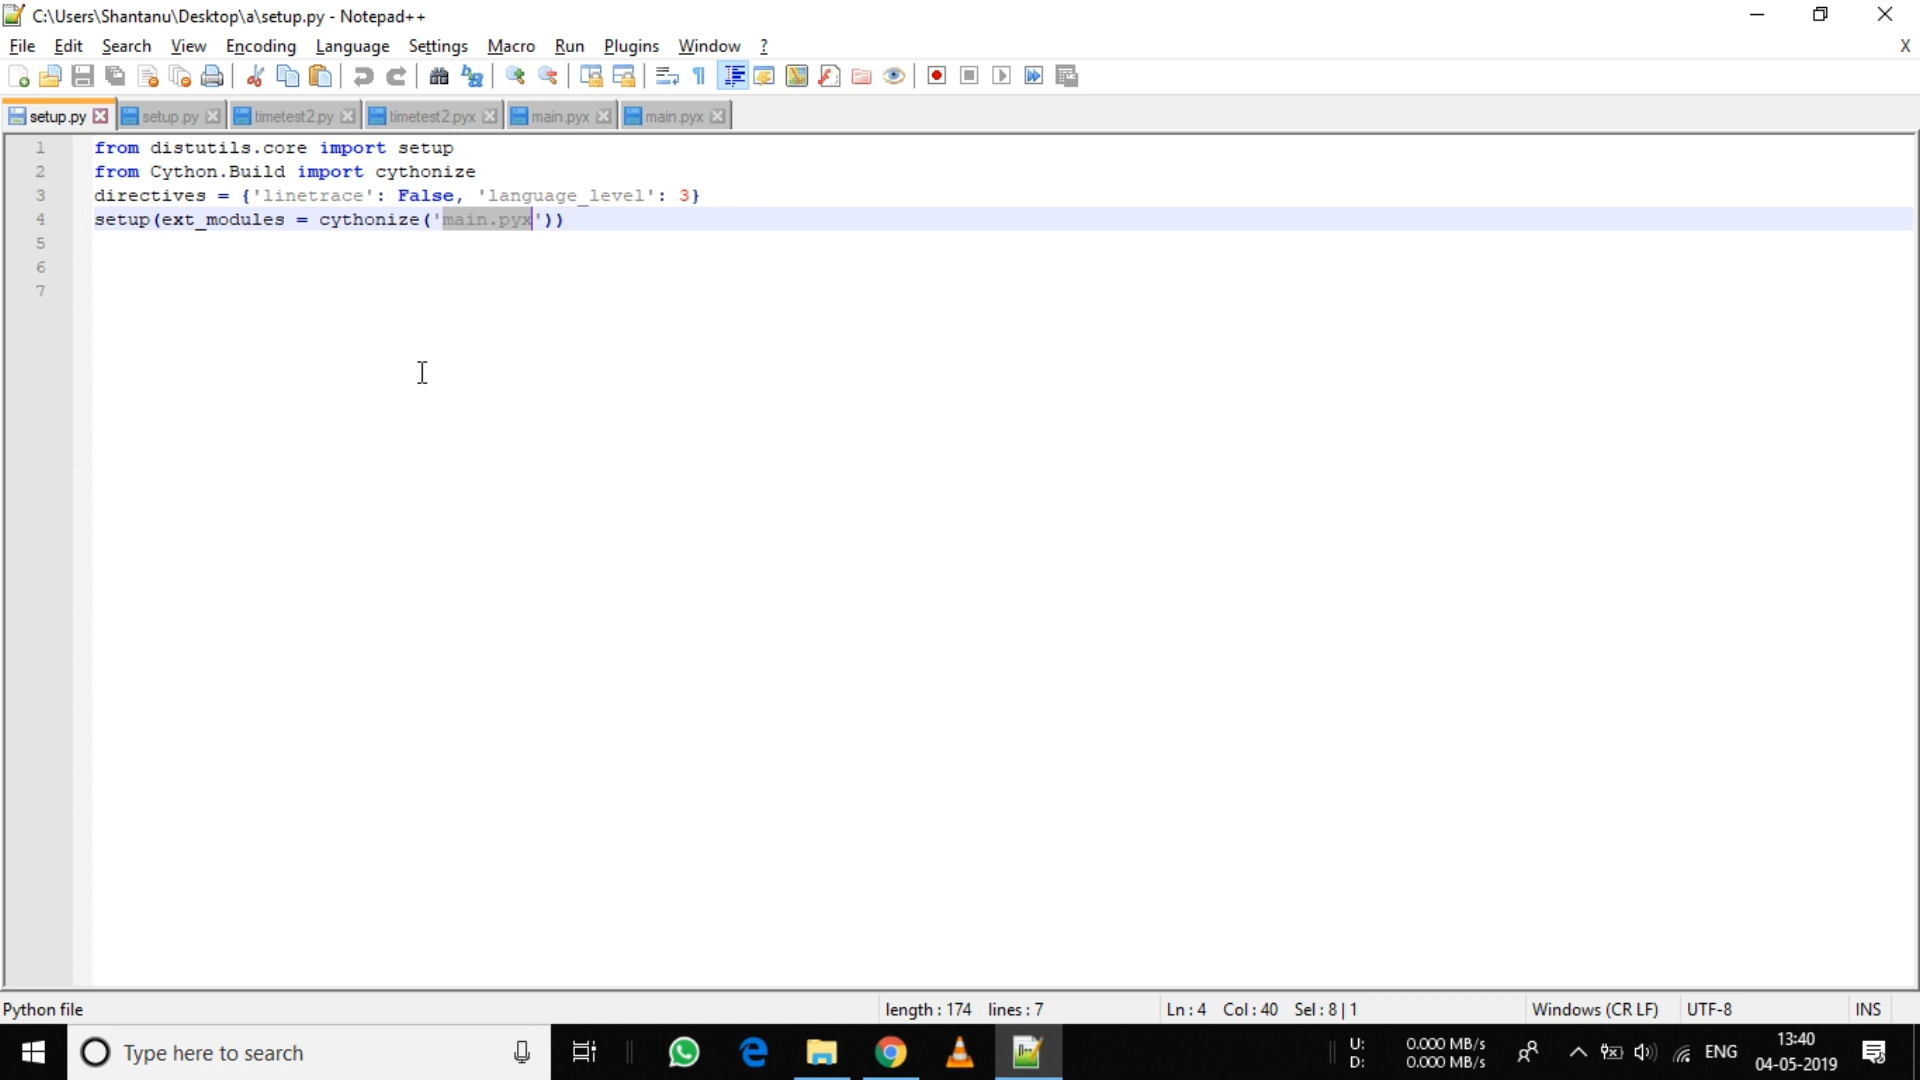 C:\Users\Shantanu\Desktop\a\setup.py - Notepad++
File Edit Search View Encoding Language Settings Macro Run Plugins Window ? X
setup.py setup.py timetest2.py timetest2.pyx main.pyx main.pyx
1 from distutils.core import setup
2 from Cython.Build import cythonize
3 directives = {'linetrace': False, 'language_level': 3}
4 setup(ext_modules = cythonize('main.pyx'))
5
6
7
Python file length : 174 lines : 7 Ln : 4 Col : 40 Sel : 8 | 1 Windows (CR LF) UTF-8 INS
Type here to search U: 0.000 MB/s ENG 13:40
D: 0.000 MB/s 04-05-2019